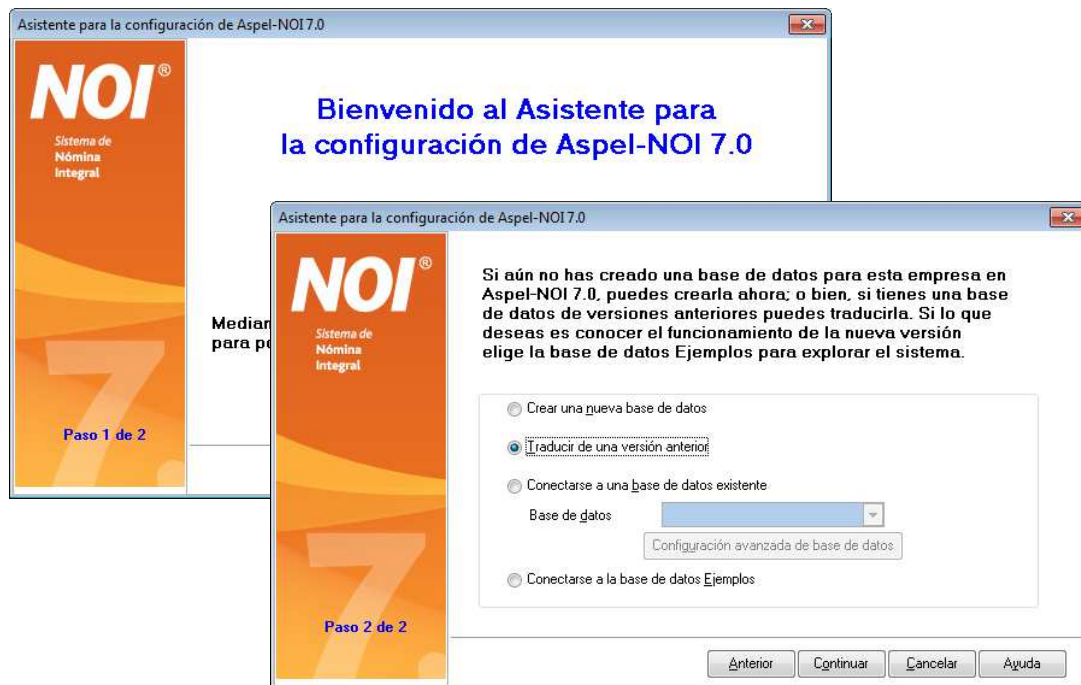 Asistente para la configuración de Aspel-NOI 7.0
NOI®
Sistema de
Nómina
Integral
Bienvenido al Asistente para
la configuración de Aspel-NOI 7.0
para
Paso 1 de 2
Asistente para la configuración de Aspel-NOI 7.0
NOI®
Sistema de
Nómina
Integral
Si aún no has creado una base de datos para esta empresa en
Aspel-NOI 7.0, puedes crearla ahora; o bien, si tienes una base
de datos de versiones anteriores puedes traducirla. Si lo que
deseas es conocer el funcionamiento de la nueva versión
elige la base de datos Ejemplos para explorar el sistema.
Crear una nueva base de datos
Traducir de una versión anterior
Conectarse a una base de datos existente
Base de datos
Configuración avanzada de base de datos
Conectarse a la base de datos Ejemplos
Paso 2 de 2
Anterior
Continuar
Cancelar
Ayuda